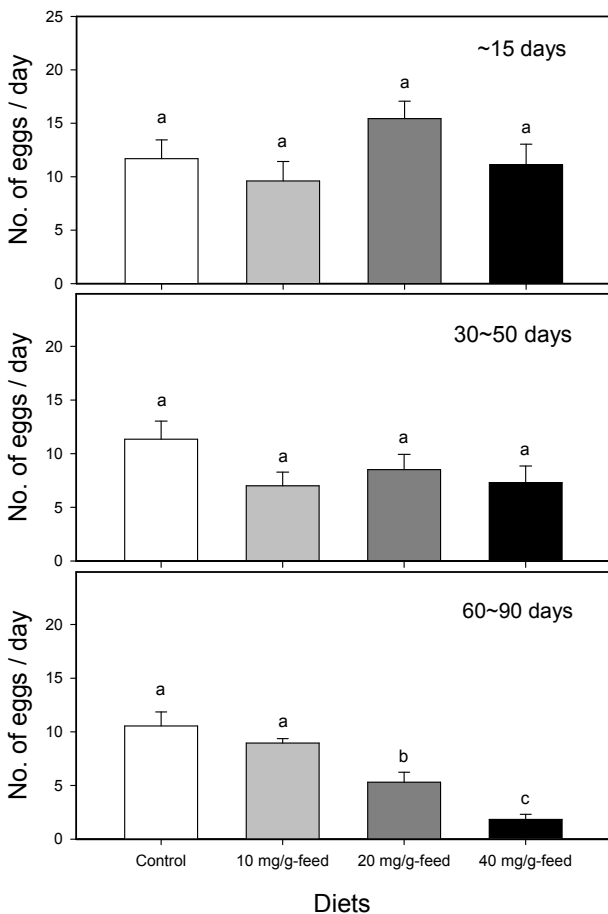 25
20
15
10
5
0
No. of eggs / day
~15 days
a
a
a
a
20
15
10
5
0
No. of eggs / day
30~50 days
a
a
a
a
20
15
10
5
0
No. of eggs / day
60~90 days
a
a
b
c
Control
10 mg/g-feed
20 mg/g-feed
40 mg/g-feed
Diets